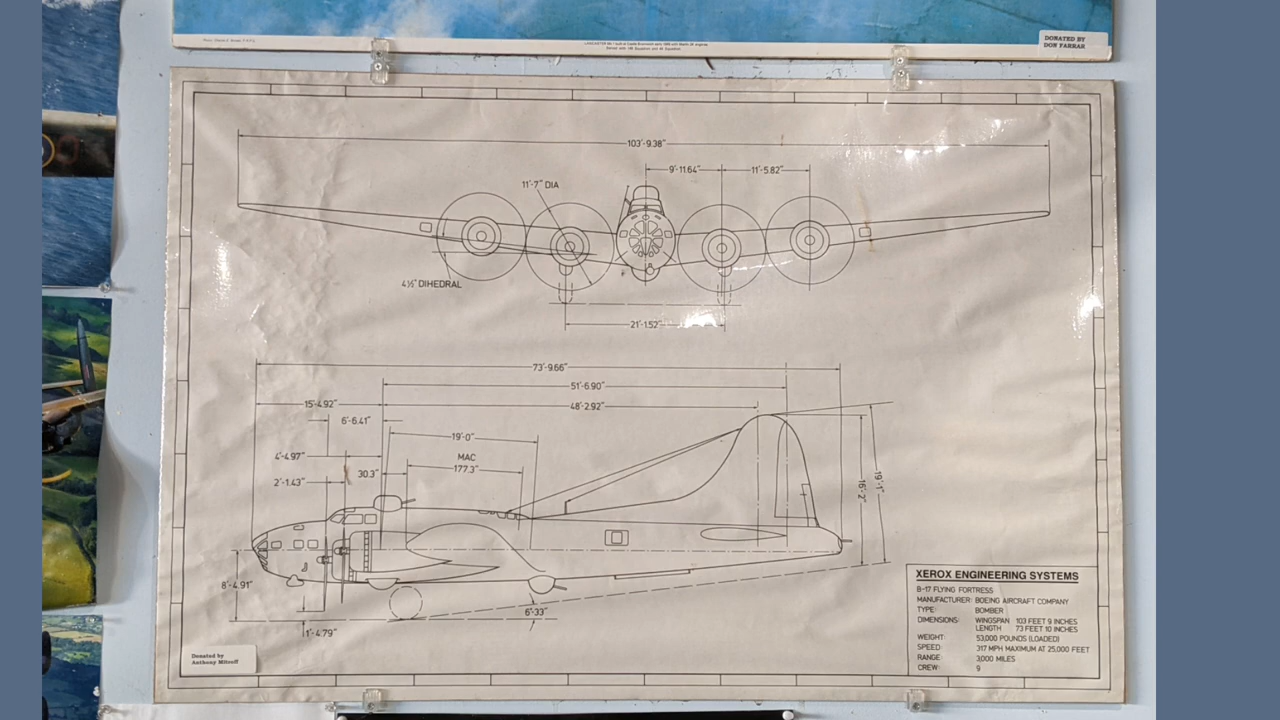 LANCASTER MK
DONATED BY
DON FARRAR
103'-9.38"
9'-11.64" 11'-5.82"
11'-7" DIA
4½° DIHEDRAL
21'-1.52"
73'-9.66"
51'-6.90"
15'-4.92" 48'-2.92"
6'-6.41"
19'-0"
4'-4.97" MAC
30.3" 177.3"
2'-1.43"
16'-2" 19'-1"
8'-4.91"
6°-33'
1'-4.79"
XEROX ENGINEERING SYSTEMS
B-17 FLYING FORTRESS
MANUFACTURER: BOEING AIRCRAFT COMPANY
TYPE: BOMBER
DIMENSIONS: WINGSPAN 103 FEET 9 INCHES
LENGTH 73 FEET 10 INCHES
WEIGHT: 53,000 POUNDS (LOADED)
SPEED: 317 MPH MAXIMUM AT 25,000 FEET
RANGE: 3,000 MILES
CREW: 9
Donated by
Anthony Mitcoff